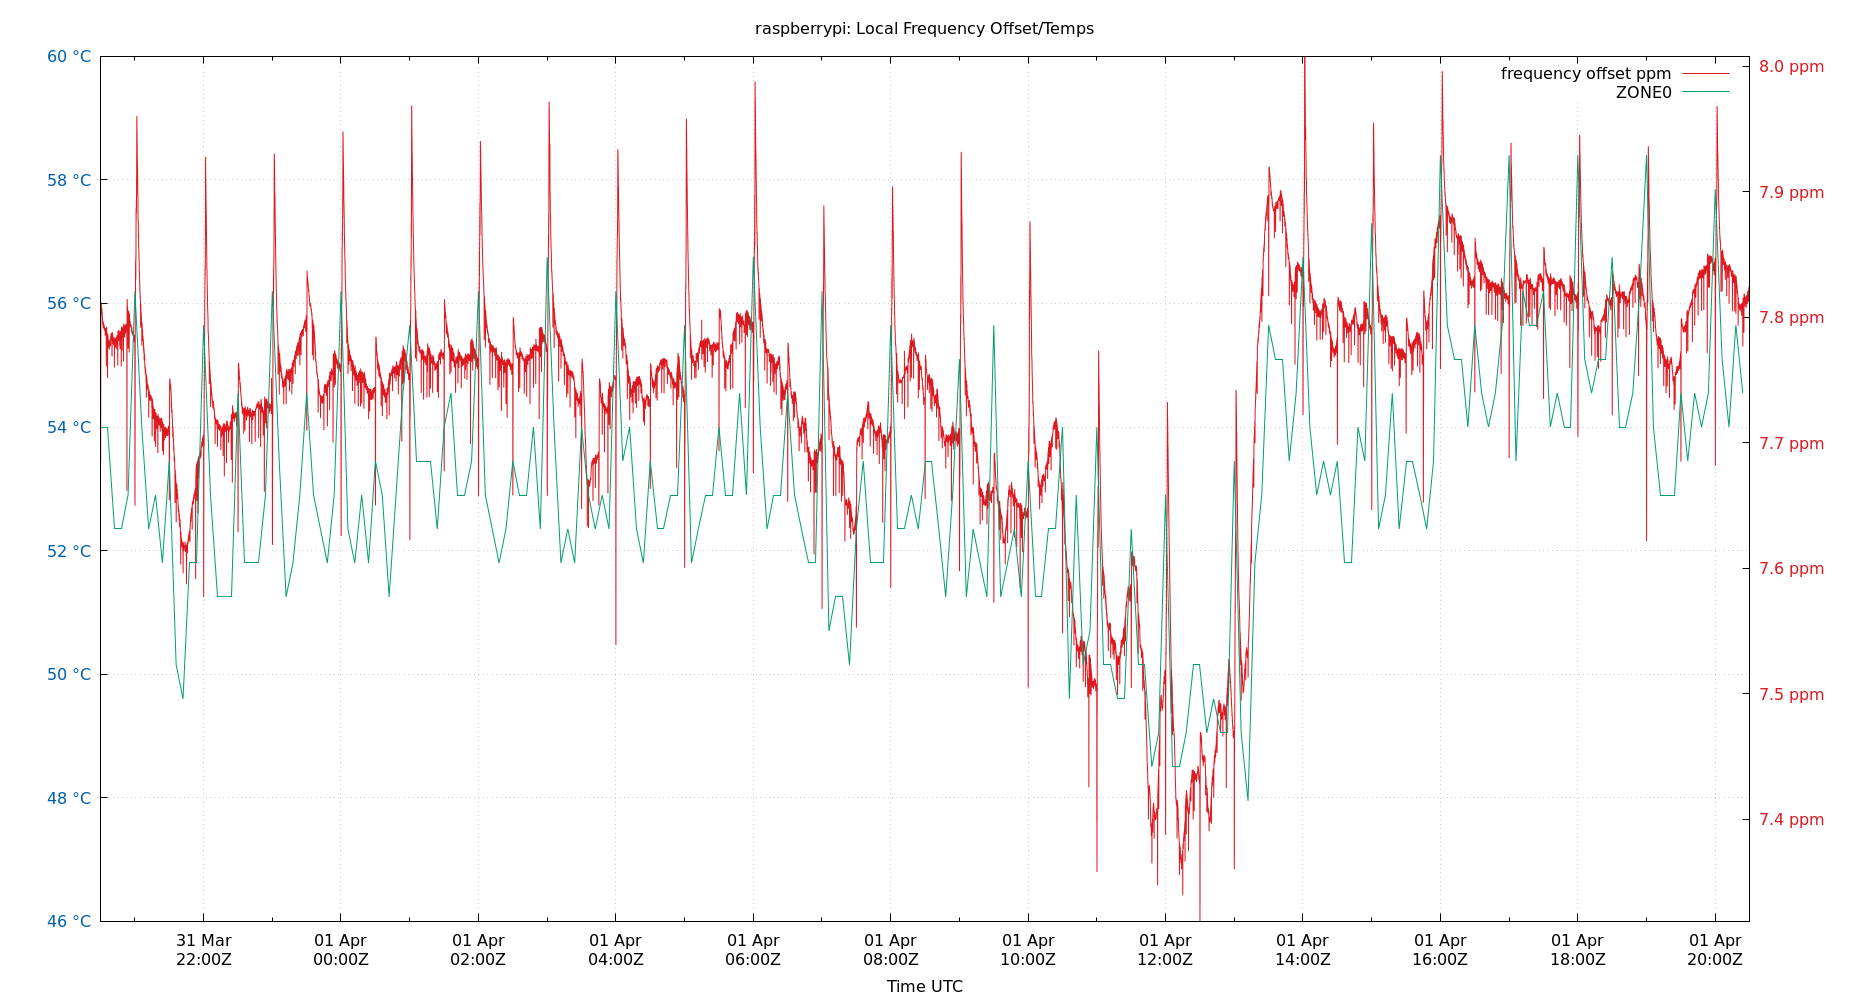 raspberrypi: Local Frequency Offset/Temps
60 °C
58 °C
56 °C
54 °C
52 °C
50 °C
48 °C
46 °C
frequency offset ppm
ZONE0
8.0 ppm
7.9 ppm
7.8 ppm
7.7 ppm
7.6 ppm
7.5 ppm
7.4 ppm
31 Mar 01 Apr 01 Apr 01 Apr 01 Apr 01 Apr 01 Apr 01 Apr 01 Apr 01 Apr 01 Apr 01 Apr
22:00Z 00:00Z 02:00Z 04:00Z 06:00Z 08:00Z 10:00Z 12:00Z 14:00Z 16:00Z 18:00Z 20:00Z
Time UTC